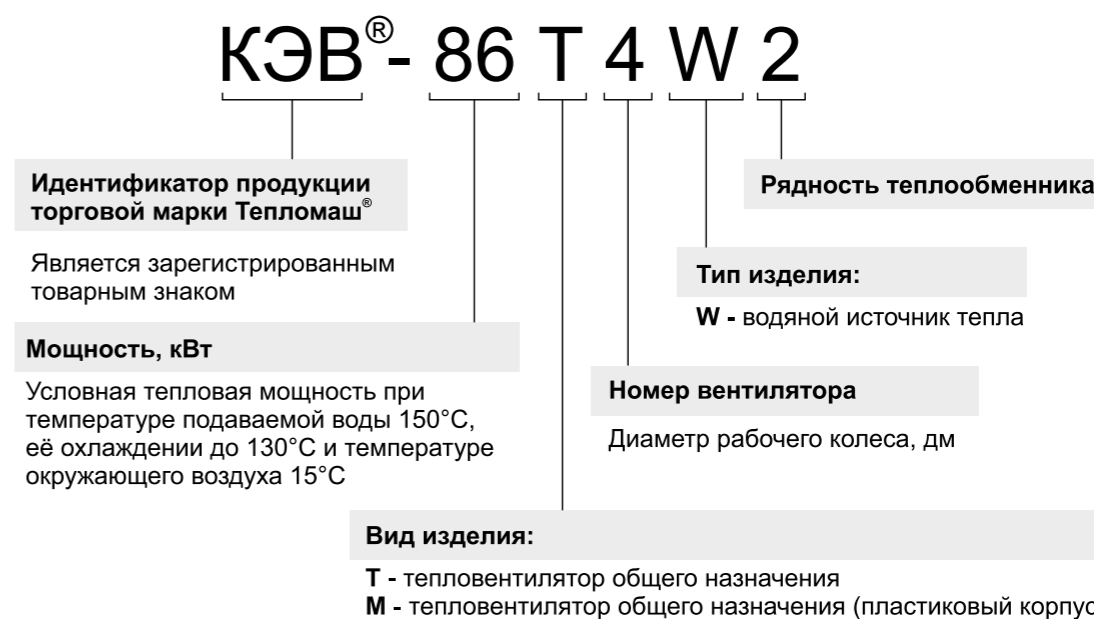 КЭВ®- 86 T 4 W 2
Идентификатор продукции
торговой марки Тепломаш®
Является зарегистрированным
товарным знаком
Мощность, кВт
Условная тепловая мощность при
температуре подаваемой воды 150°С,
её охлаждении до 130°С и температуре
окружающего воздуха 15°С
Рядность теплообменника
Тип изделия:
W - водяной источник тепла
Номер вентилятора
Диаметр рабочего колеса, дм
Вид изделия:
T - тепловентилятор общего назначения
M - тепловентилятор общего назначения (пластиковый корпус